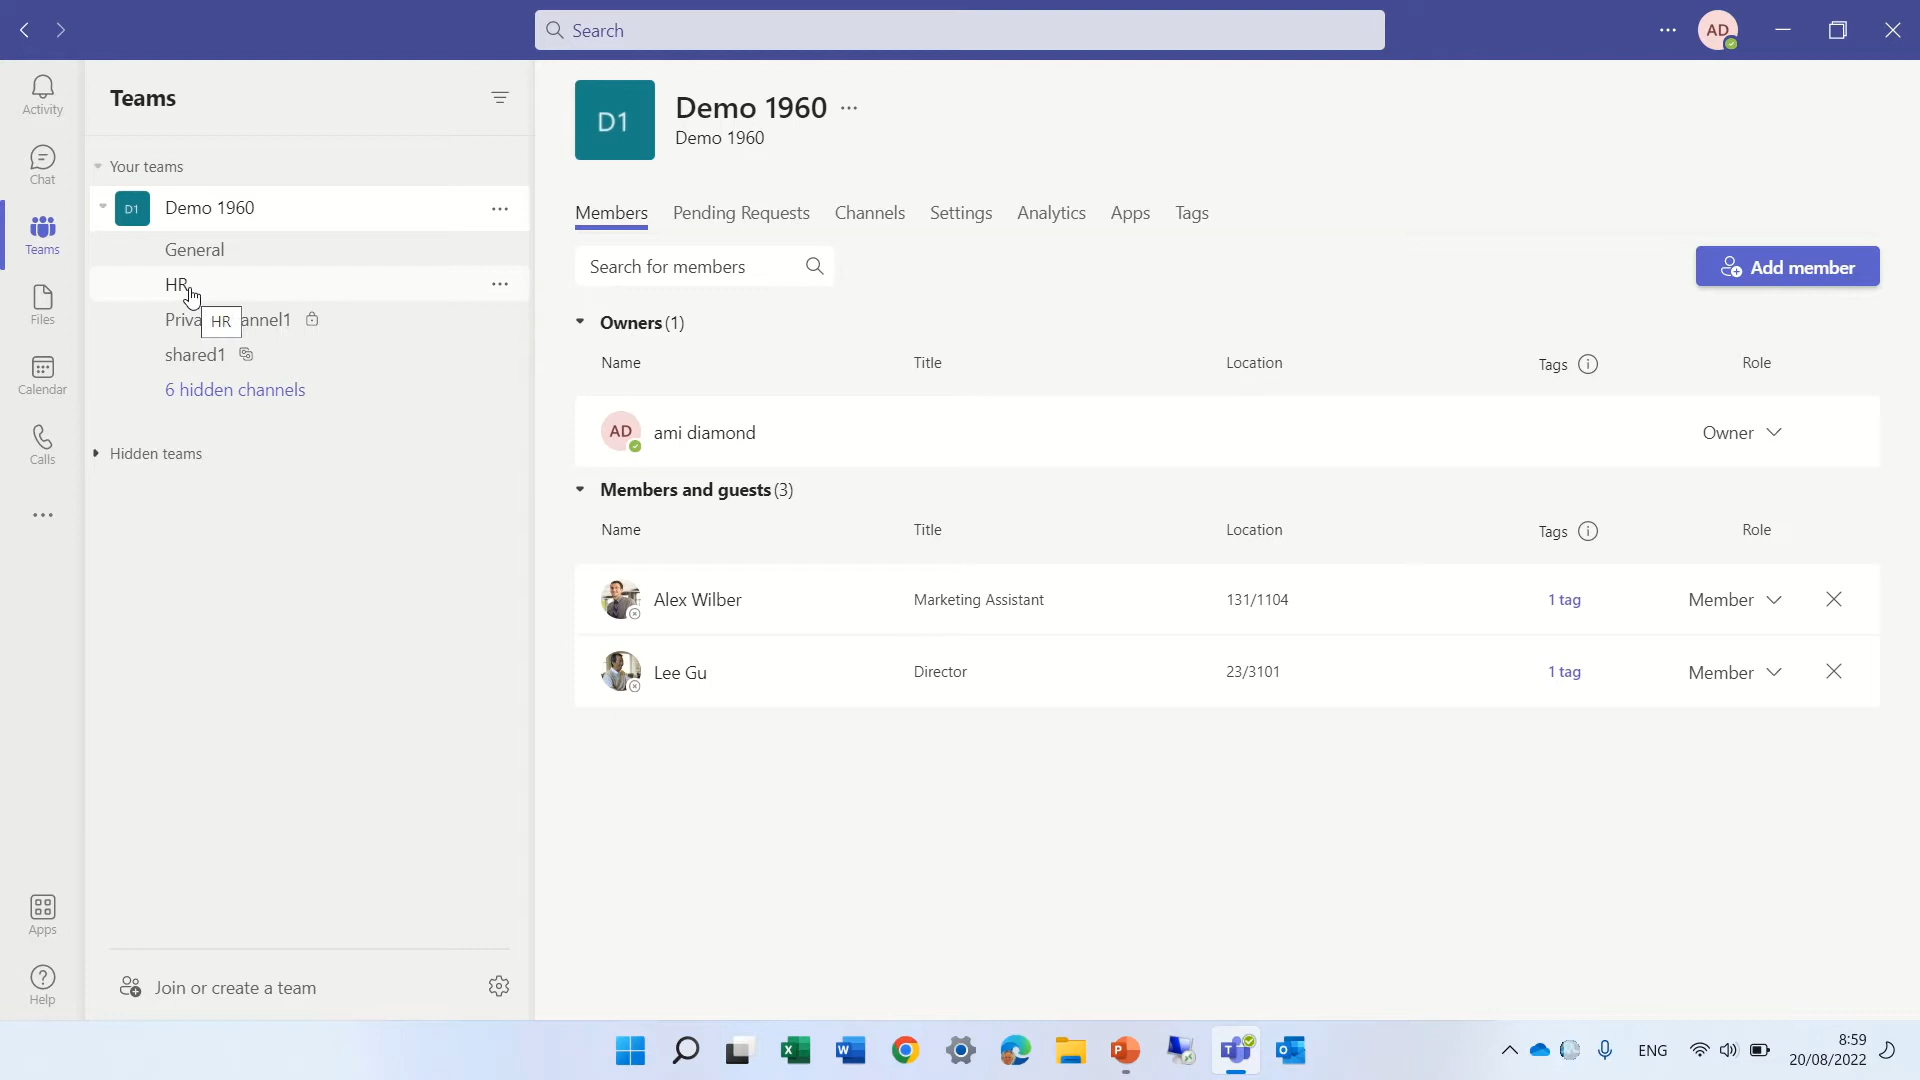 Search
AD
Activity
Chat
Teams
Files
Calendar
Calls
Apps
Help
Teams
Your teams
D1
Demo 1960
General
HR
Priva
HR
annel1
shared1
6 hidden channels
Hidden teams
Join or create a team
D1
Demo 1960
Demo 1960
Members Pending Requests Channels Settings Analytics Apps Tags
Search for members
Add member
Owners (1)
Name Title Location Tags Role
AD ami diamond Owner
Members and guests (3)
Name Title Location Tags Role
Alex Wilber Marketing Assistant 131/1104 1 tag Member
Lee Gu Director 23/3101 1 tag Member
ENG
8:59
20/08/2022